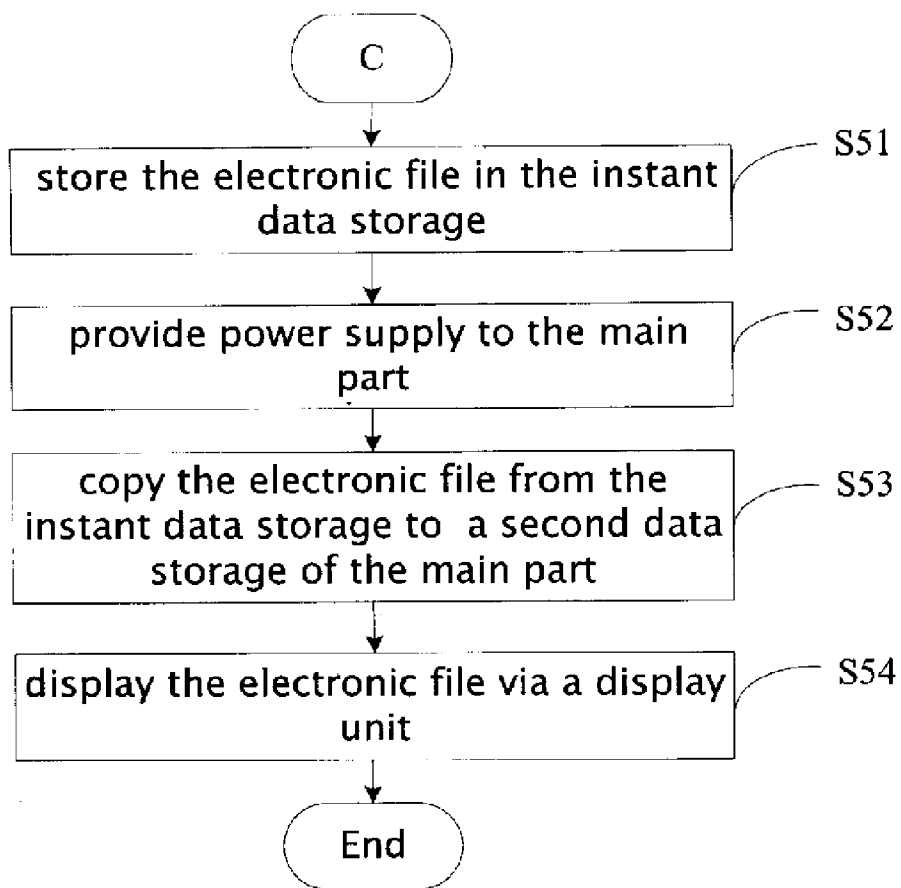 C
S51
store the electronic file in the instant
data storage
S52
provide power supply to the main
part
S53
copy the electronic file from the
instant data storage to a second data
storage of the main part
S54
display the electronic file via a display
unit
End